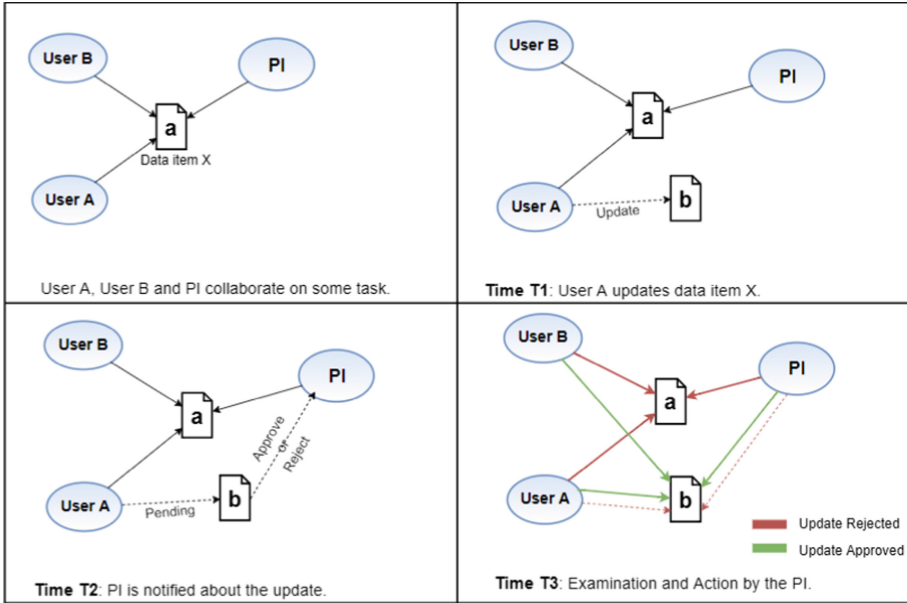 User B
PI
a
Data item X
User A
User A, User B and PI collaborate on some task.
User B
PI
a
User A
Update
b
Time T1: User A updates data item X.
User B
PI
a
Approve
or
Reject
User A
Pending
b
Time T2: PI is notified about the update.
User B
PI
a
User A
b
Update Rejected
Update Approved
Time T3: Examination and Action by the PI.